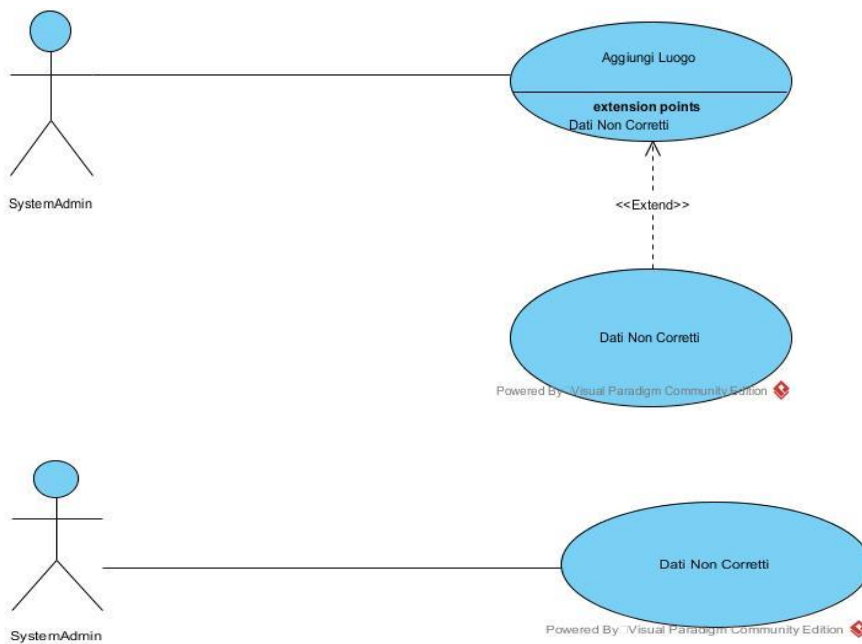 Aggiungi Luogo
extension points
Dati Non Corretti
SystemAdmin
<<Extend>>
Dati Non Corretti
Powered By Visual Paradigm Community Edition
Dati Non Corretti
SystemAdmin
Powered By Visual Paradigm Community Edition